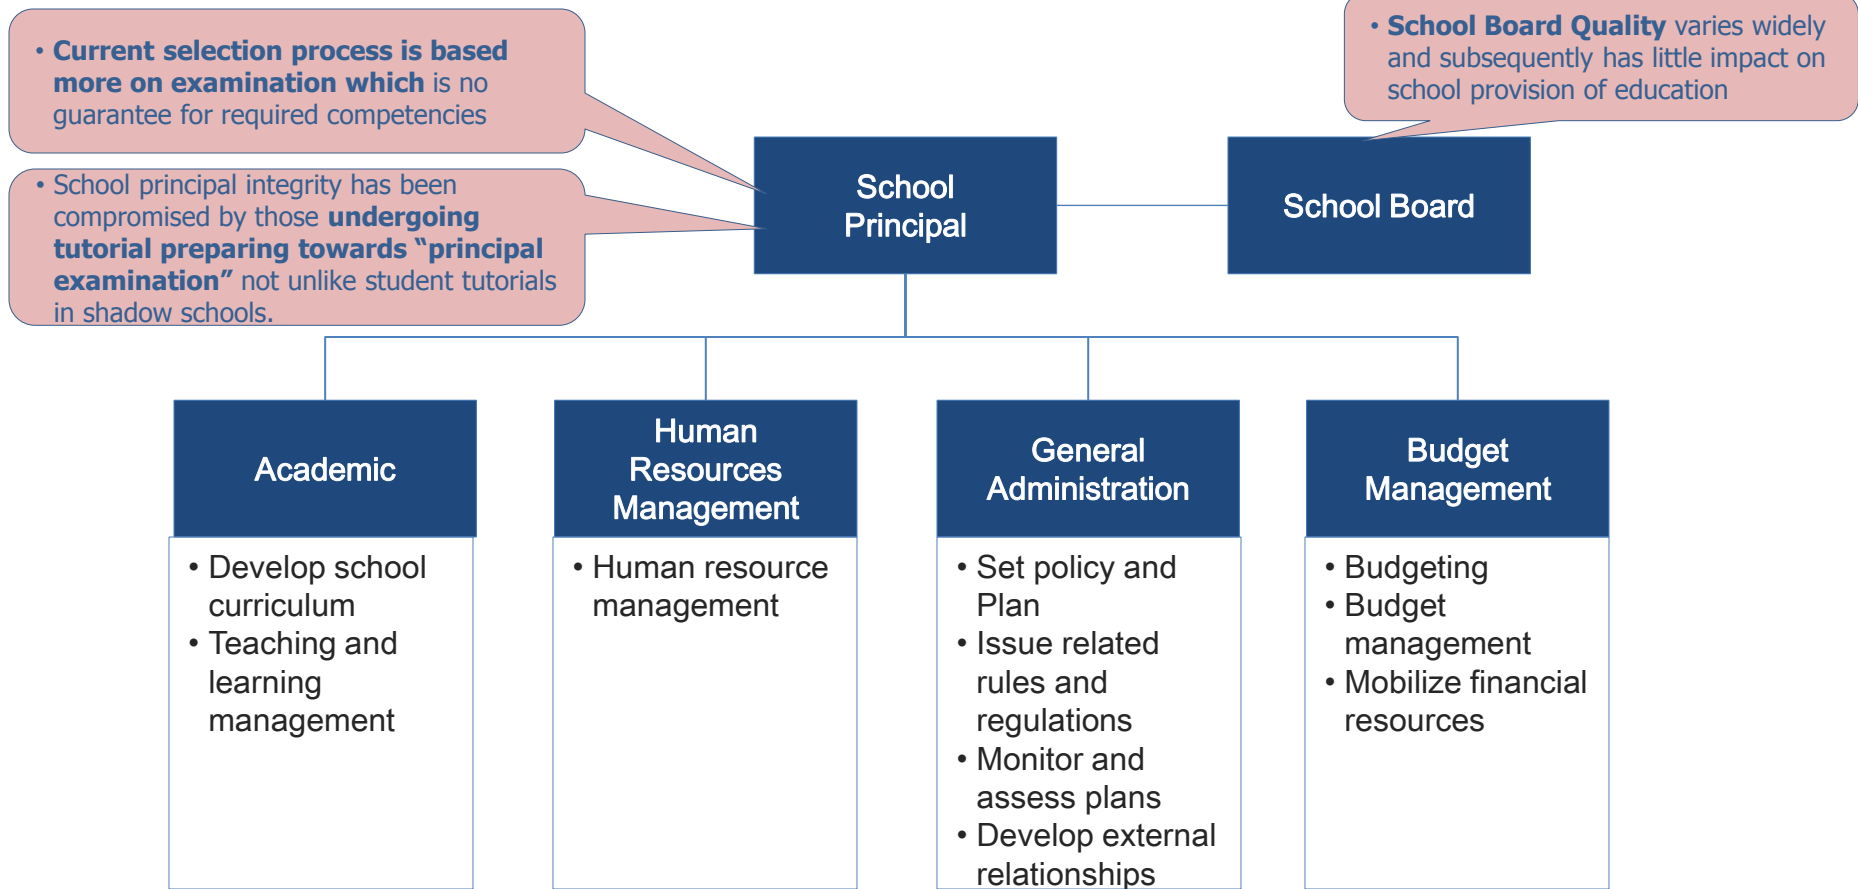 • Current selection process is based
more on examination which is no
guarantee for required competencies
• School Board Quality varies widely
and subsequently has little impact on
school provision of education
• School principal integrity has been
compromised by those undergoing
tutorial preparing towards “principal
examination” not unlike student tutorials
in shadow schools.
School
Principal
School Board
Academic
• Develop school
curriculum
• Teaching and
learning
management
Human
Resources
Management
• Human resource
management
General
Administration
• Set policy and
Plan
• Issue related
rules and
regulations
• Monitor and
assess plans
• Develop external
relationships
Budget
Management
• Budgeting
• Budget
management
• Mobilize financial
resources